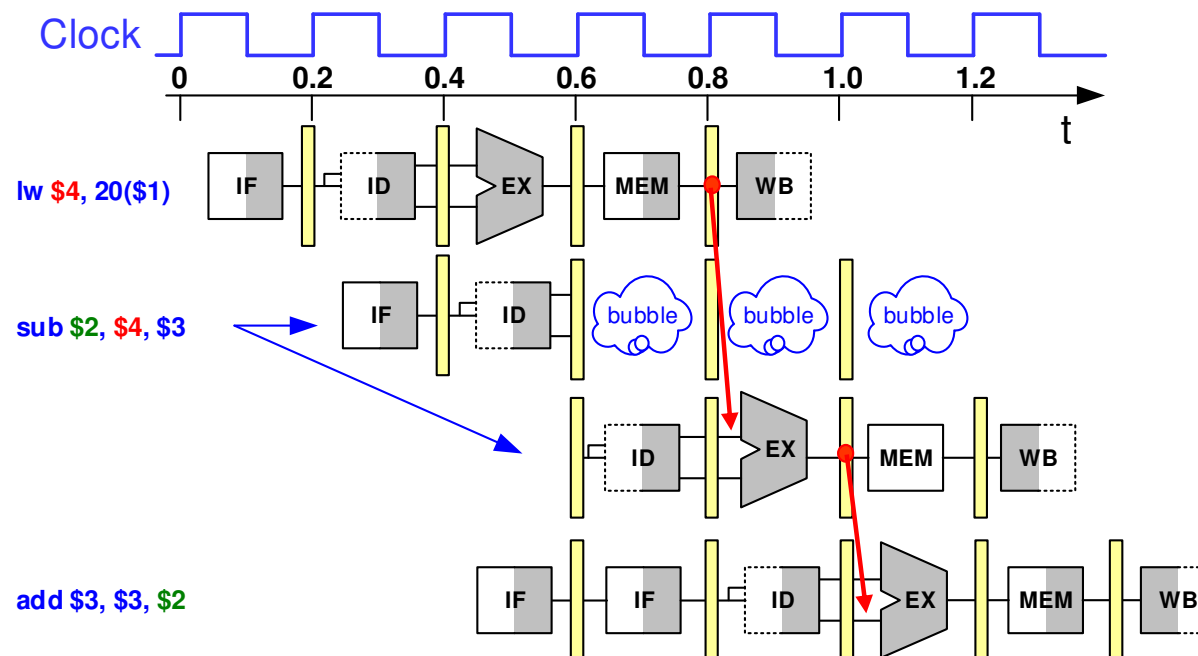 Clock
0 0.2 0.4 0.6 0.8 1.0 1.2
t
lw $4, 20($1) IF ID EX MEM WB
sub $2, $4, $3 IF ID bubble bubble bubble
ID EX MEM WB
add $3, $3, $2 IF IF ID EX MEM WB